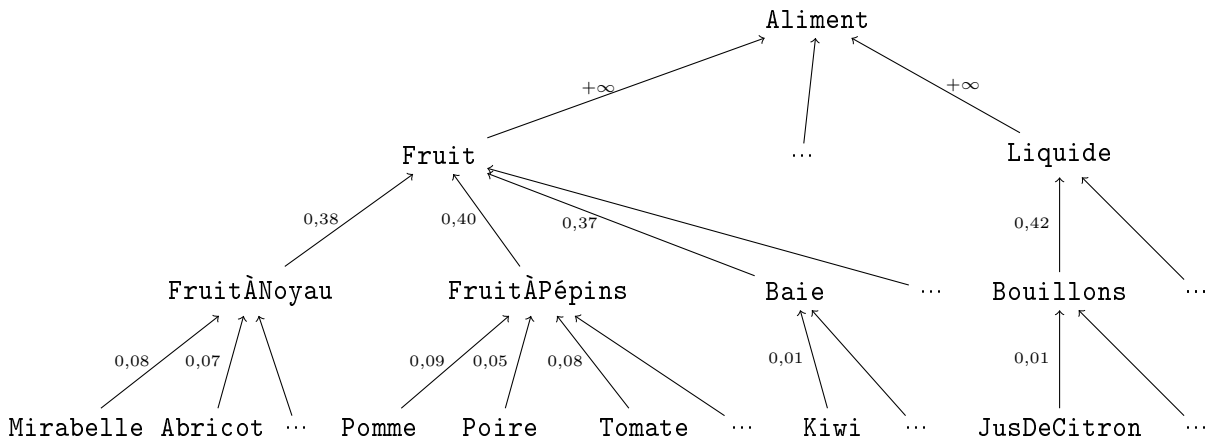 Aliment
+∞ +∞
Fruit ... Liquide
0,38 0,40 0,37 0,42
FruitÀNoyau FruitÀPépins Baie ... Bouillons ...
0,08 0,07 0,09 0,05 0,08 0,01 0,01
Mirabelle Abricot ... Pomme Poire Tomate ... Kiwi ... JusDeCitron ...